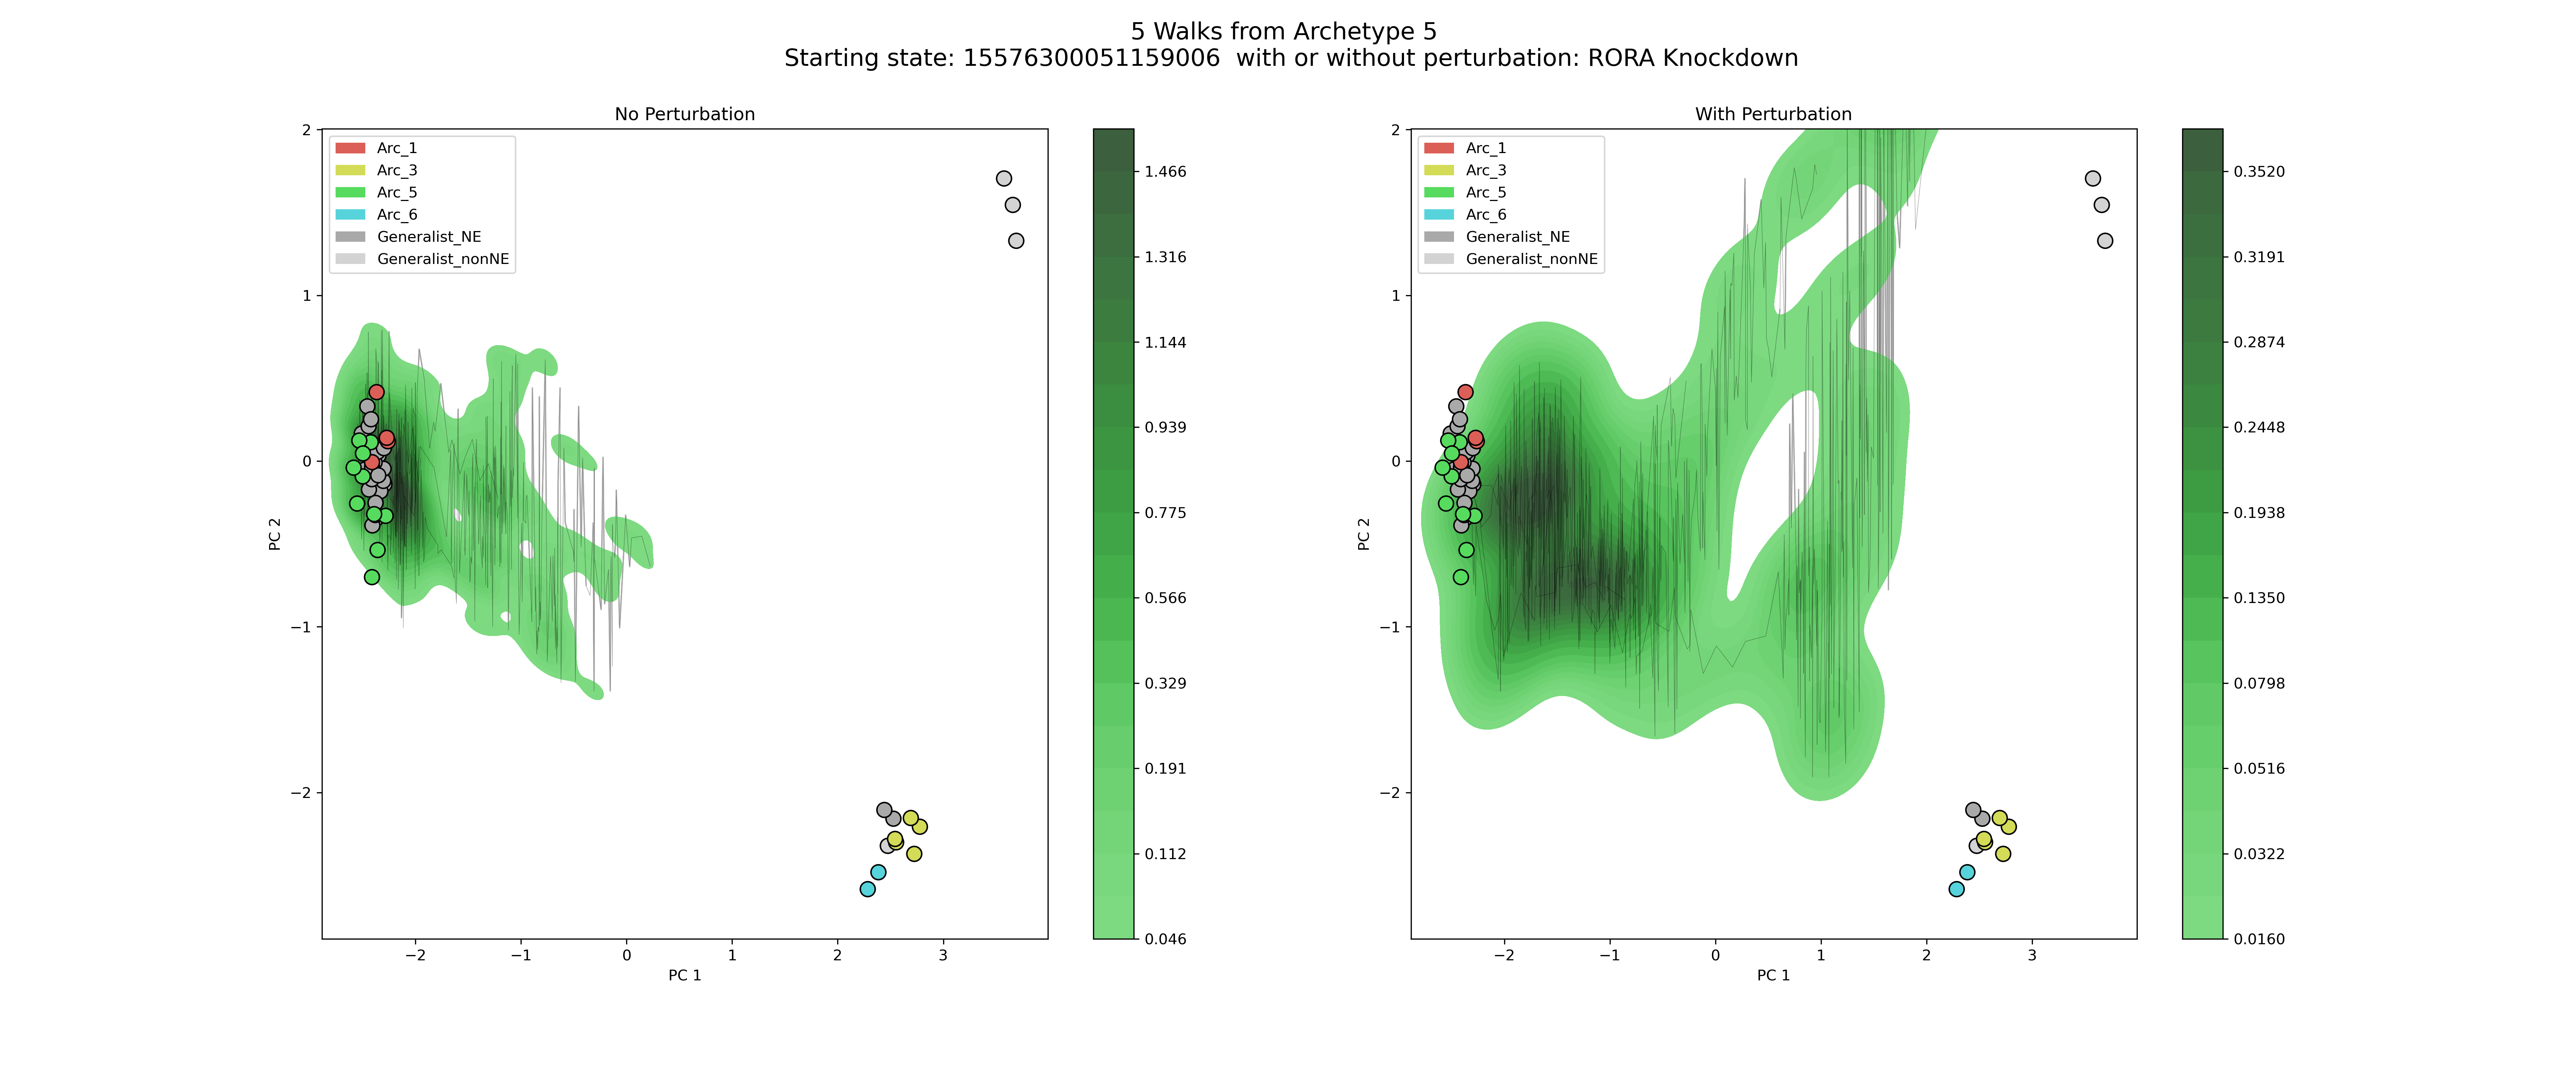 5 Walks from Archetype 5
Starting state: 15576300051159006  with or without perturbation: RORA Knockdown
No Perturbation
Arc_1
Arc_3
Arc_5
Arc_6
Generalist_NE
Generalist_nonNE
2
1
0
−1
−2
PC 2
−2
−1
0
1
2
3
PC 1
1.466
1.316
1.144
0.939
0.775
0.566
0.329
0.191
0.112
0.046
With Perturbation
Arc_1
Arc_3
Arc_5
Arc_6
Generalist_NE
Generalist_nonNE
2
1
0
−1
−2
PC 2
−2
−1
0
1
2
3
PC 1
0.3520
0.3191
0.2874
0.2448
0.1938
0.1350
0.0798
0.0516
0.0322
0.0160